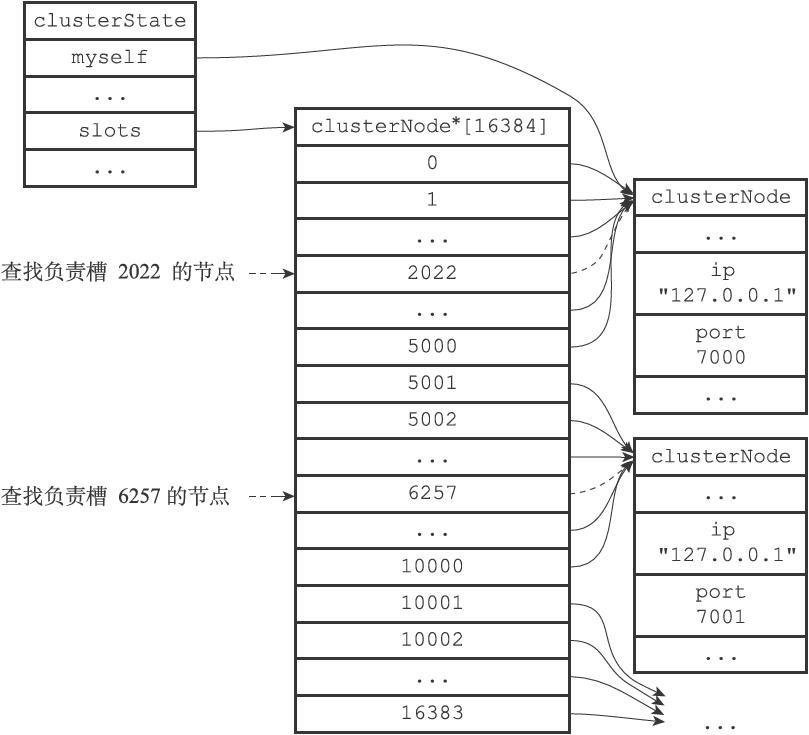 clusterState
myself
...
slots
...
clusterNode*[16384]
0
1
...
查找负责槽 2022 的节点
2022
...
5000
5001
5002
...
查找负责槽 6257 的节点
6257
...
10000
10001
10002
...
16383
clusterNode
...
ip
"127.0.0.1"
port
7000
...
clusterNode
...
ip
"127.0.0.1"
port
7001
...
...